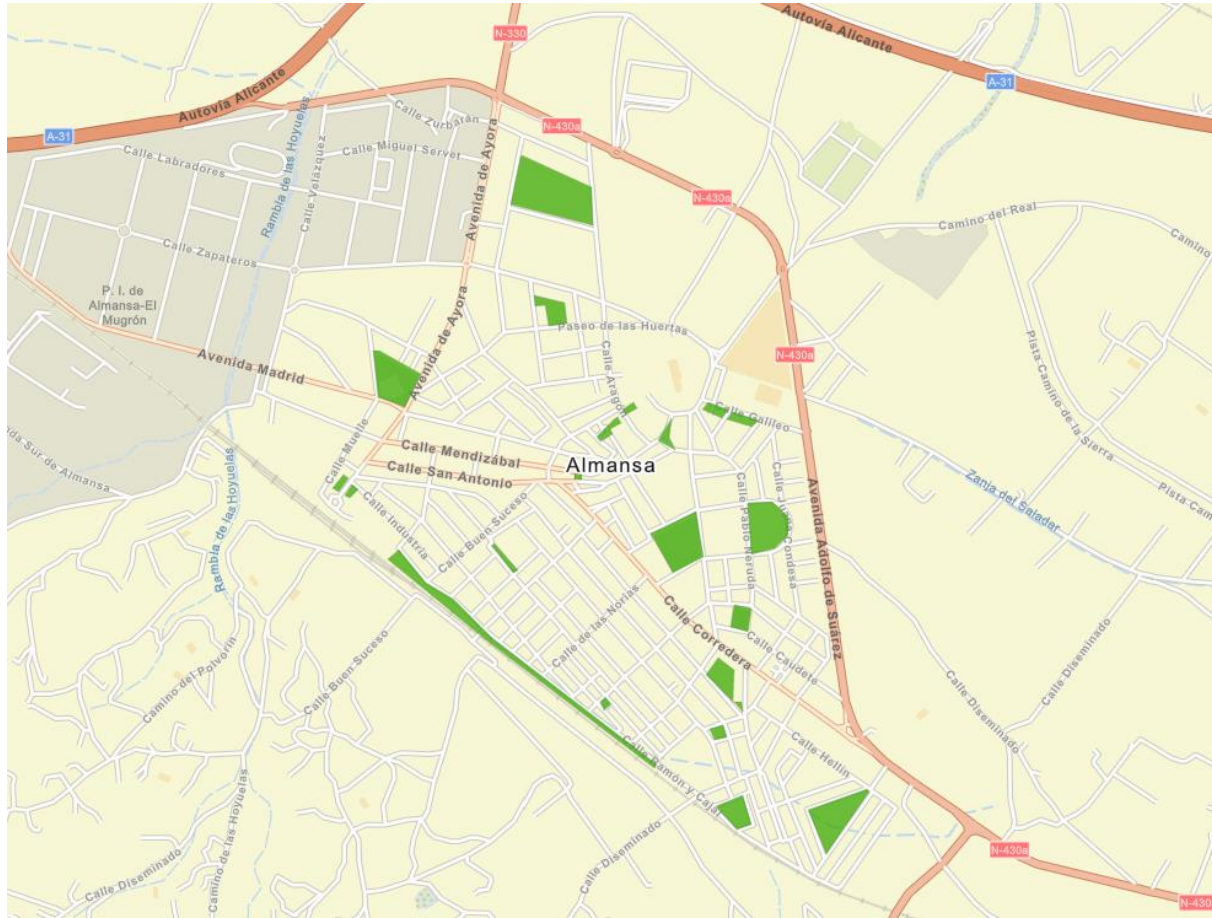 N-330
Autovía Alicante
A-31
Autovía Alicante
A-31
Calle Zurbarán
N-430a
Calle Miguel Servet
Calle Labradores
Rambla de las Hoyuelas
Calle Velázquez
Avenida de Ayora
N-430a
Camino del Real
Camino
Calle Zapateros
P. I. de
Almansa-El
Mugrón
Avenida de Ayora
Paseo de las Huertas
N-430a
Pista Camino de la Sierra
Avenida Madrid
Calle Aragón
Calle Galileo
Calle Muelle
Calle Mendizábal
Almansa
Calle San Antonio
nda Sur de Almansa
Rambla de las Hoyuelas
Calle Industria
Calle Buen Suceso
Calle Pablo Neruda
Calle Juana Condesa
Avenida Adolfo de Suárez
Zanja del Saladar
Pista-Cam
Calle de las Norias
Calle Corredera
Calle Caudete
Calle Buen Suceso
Camino del Polvorín
Calle Diseminado
Calle Diseminado
Calle Hellín
Calle Ramón y Cajal
Calle Diseminado
Calle Diseminado
Camino de las Hoyuelas
N-430a
N-430